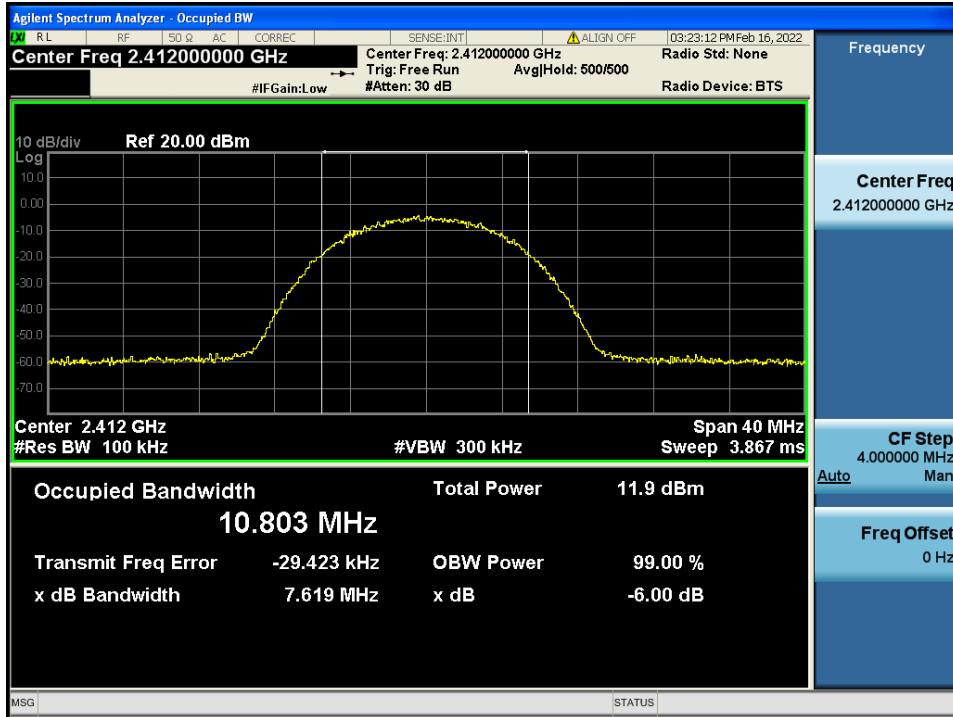 Agilent Spectrum Analyzer - Occupied BW
LXI RL RF 50 Ω AC CORREC SENSE:INT ALIGN OFF 03:23:12 PM Feb 16, 2022
Center Freq 2.412000000 GHz
Center Freq: 2.412000000 GHz
Radio Std: None
Trig: Free Run Avg|Hold: 500/500
#IFGain:Low
#Atten: 30 dB
Radio Device: BTS
10 dB/div Ref 20.00 dBm
Log
10.0
0.00
-10.0
-20.0
-30.0
-40.0
-50.0
-60.0
-70.0
Center 2.412 GHz Span 40 MHz
#Res BW 100 kHz #VBW 300 kHz Sweep 3.867 ms
Occupied Bandwidth Total Power 11.9 dBm
10.803 MHz
Transmit Freq Error -29.423 kHz OBW Power 99.00 %
x dB Bandwidth 7.619 MHz x dB -6.00 dB
Frequency
Center Freq
2.412000000 GHz
CF Step
4.000000 MHz
Auto Man
Freq Offset
0 Hz
MSG STATUS